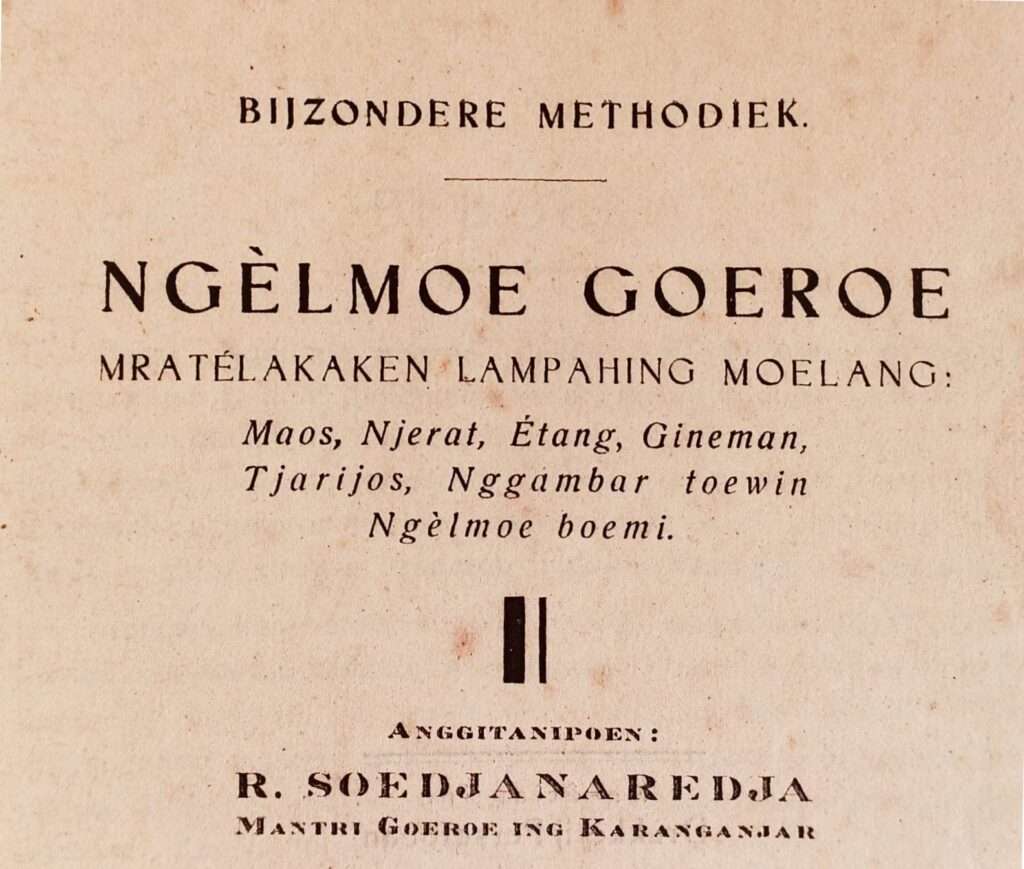 BIJZONDERE METHODIEK.
NGÈLMOE GOEROE
MRATÉLAKAKEN LAMPAHING MOELANG:
Maos, Njerat, Étang, Gineman,
Tjarijos, Nggambar toewin
Ngèlmoe boemi.
ANGGITANIPOEN:
R. SOEDJANAREDJA
MANTRI GOEROE ING KARANGANJAR